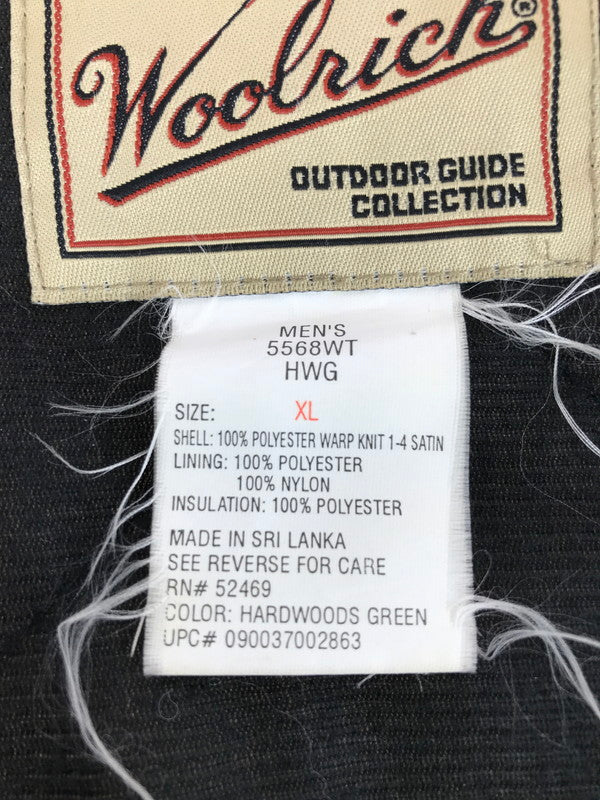 Woolrich®
OUTDOOR GUIDE
COLLECTION
MEN'S
5568WT
HWG
SIZE: XL
SHELL: 100% POLYESTER WARP KNIT 1-4 SATIN
LINING: 100% POLYESTER
100% NYLON
INSULATION: 100% POLYESTER
MADE IN SRI LANKA
SEE REVERSE FOR CARE
RN# 52469
COLOR: HARDWOODS GREEN
UPC# 090037002863